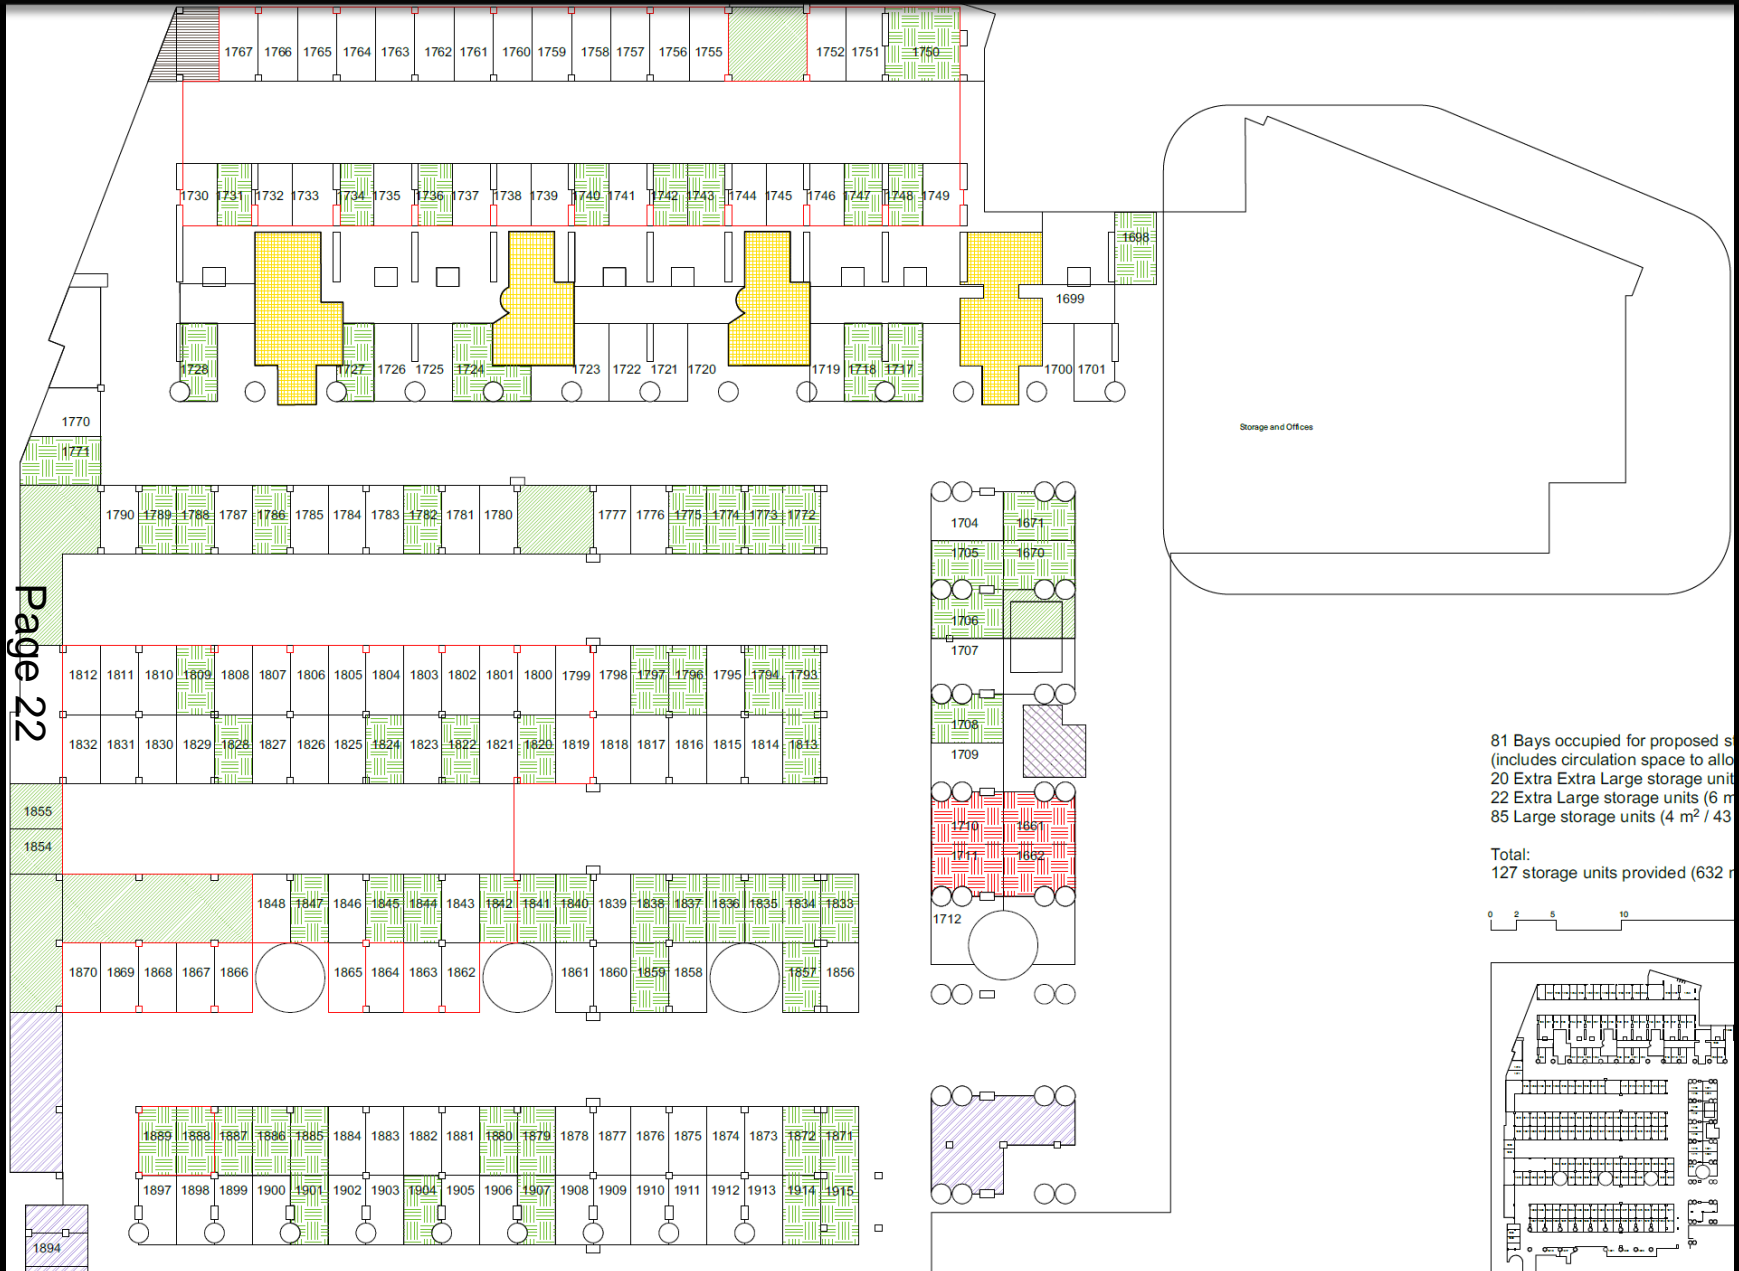 1767 1766 1765 1764 1763 1762 1761 1760 1759 1758 1757 1756 1755 1752 1751 1750
1730 1731 1732 1733 1734 1735 1736 1737 1738 1739 1740 1741 1742 1743 1744 1745 1746 1747 1748 1749
1698
1699
1728 1727 1726 1725 1724 1723 1722 1721 1720 1719 1718 1717 1700 1701
1770
1771
Storage and Offices
1790 1789 1788 1787 1786 1785 1784 1783 1782 1781 1780 1777 1776 1775 1774 1773 1772
1704 1671
1705 1670
1706
1707
1708
1709
1710 1661
1711 1662
1712
Page 22
1812 1811 1810 1809 1808 1807 1806 1805 1804 1803 1802 1801 1800 1799 1798 1797 1796 1795 1794 1793
1832 1831 1830 1829 1828 1827 1826 1825 1824 1823 1822 1821 1820 1819 1818 1817 1816 1815 1814 1813
1855
1854
1848 1847 1846 1845 1844 1843 1842 1841 1840 1839 1838 1837 1836 1835 1834 1833
1870 1869 1868 1867 1866 1865 1864 1863 1862 1861 1860 1859 1858 1857 1856
1889 1888 1887 1886 1885 1884 1883 1882 1881 1880 1879 1878 1877 1876 1875 1874 1873 1872 1871
1897 1898 1899 1900 1901 1902 1903 1904 1905 1906 1907 1908 1909 1910 1911 1912 1913 1914 1915
1894
81 Bays occupied for proposed s
(includes circulation space to allo
20 Extra Extra Large storage unit
22 Extra Large storage units (6 m
85 Large storage units (4 m² / 43
Total:
127 storage units provided (632 m
0 2 5 10